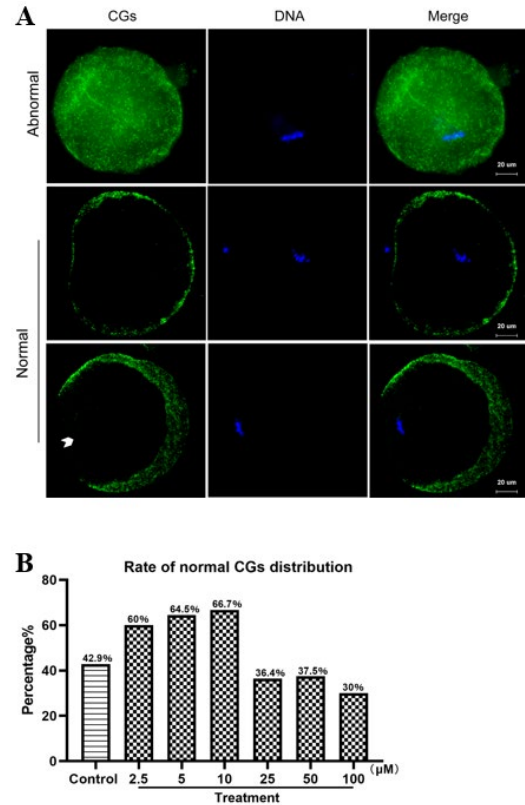 A
CGs DNA Merge
Abnormal
20 um
Normal
20 um
20 um
B
Rate of normal CGs distribution
Percentage%
80
60
40
20
0
42.9%
60%
64.5%
66.7%
36.4%
37.5%
30%
Control 2.5 5 10 25 50 100 (μM)
Treatment